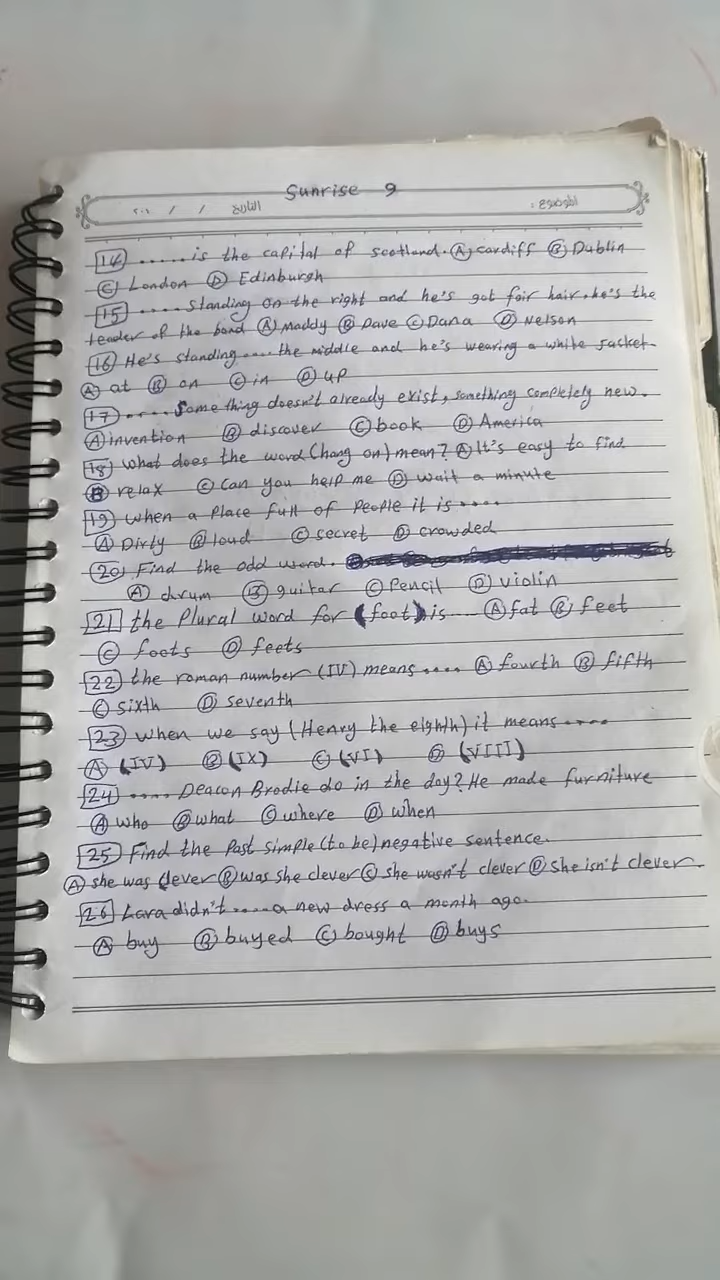 Sunrise 9
الموضوع : التاريخ / / ٢٠١
14 ...... is the capital of scotland. A) cardiff B) Dublin
C) London D) Edinburgh
15 ..... standing on the right and he's got fair hair, he's the
leader of the band A) Maddy B) Dave C) Dana D) Nelson
16) He's standing..... the middle and he's wearing a white jacket.
A) at B) on C) in D) up
17 ..... Something doesn't already exist, something completely new.
A) invention B) discover C) book D) America
18) what does the word (hang on) mean? A) It's easy to find
B) relax C) can you help me D) wait a minute
19) when a place full of people it is ....
A) Dirty B) loud C) secret D) crowded
20) Find the odd word.
A) drum B) guitar C) pencil D) violin
21) the plural word for (foot) is .... A) fat B) feet
C) foots D) feets
22) the roman number (IV) means .... A) fourth B) fifth
C) sixth D) seventh
23) when we say (Henry the eighth) it means .....
A) (IV) B) (IX) C) (VI) D) (VIII)
24 ..... Deacon Brodie do in the day? He made furniture
A) who B) what C) where D) when
25) Find the past simple (to be) negative sentence.
A) she was clever B) was she clever C) she wasn't clever D) she isn't clever.
26) Lara didn't ..... a new dress a month ago.
A) buy B) buyed C) bought D) buys